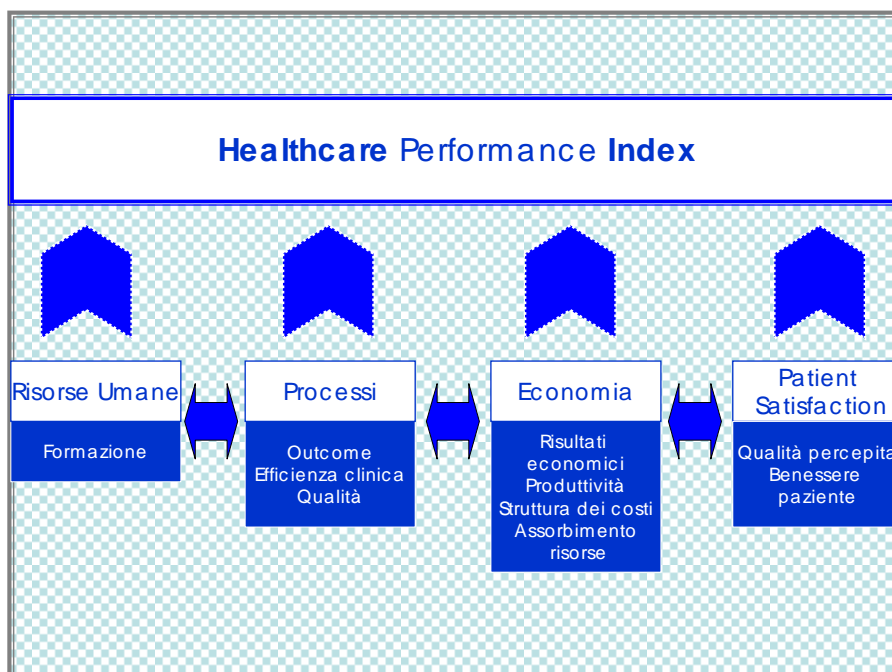 Healthcare Performance Index
Risorse Umane
Formazione
Processi
Outcome
Efficienza clinica
Qualità
Economia
Risultati
economici
Produttività
Struttura dei costi
Assorbimento
risorse
Patient
Satisfaction
Qualità percepita
Benessere
paziente